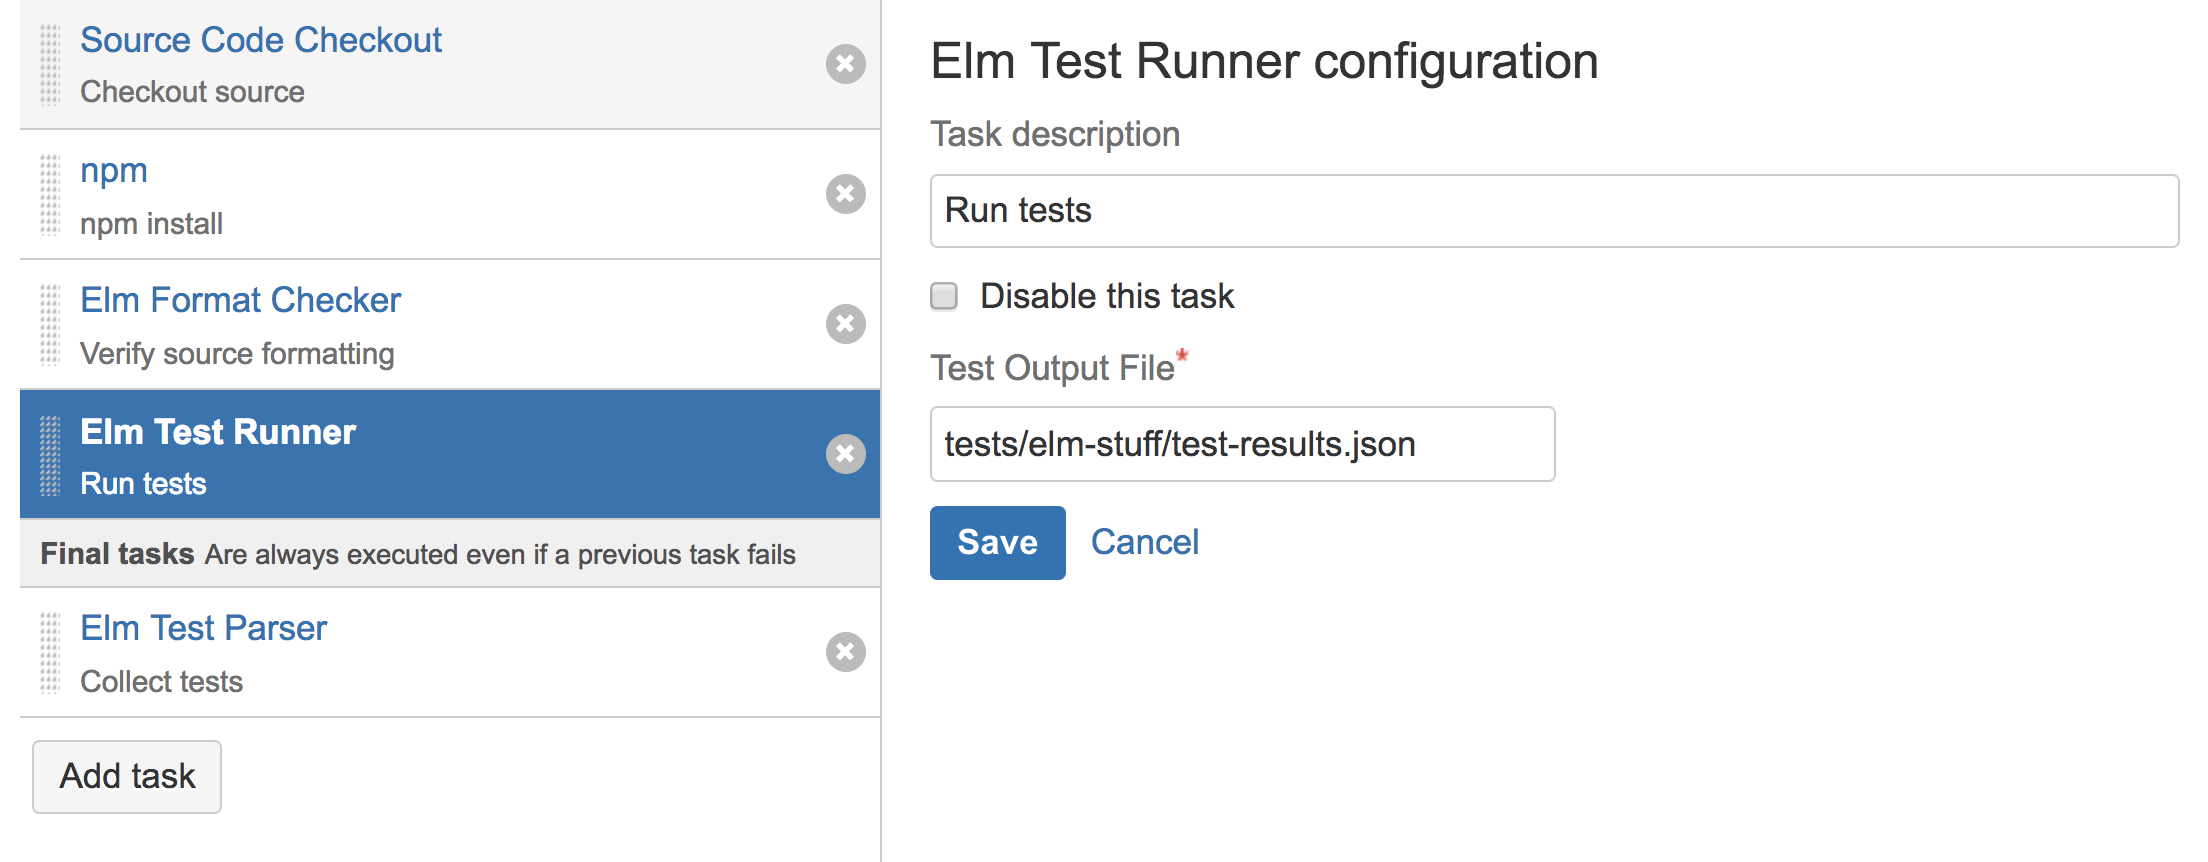 Source Code Checkout
Checkout source
npm
npm install
Elm Format Checker
Verify source formatting
Elm Test Runner
Run tests
Final tasks Are always executed even if a previous task fails
Elm Test Parser
Collect tests
Add task
Elm Test Runner configuration
Task description
Run tests
Disable this task
Test Output File*
tests/elm-stuff/test-results.json
Save Cancel